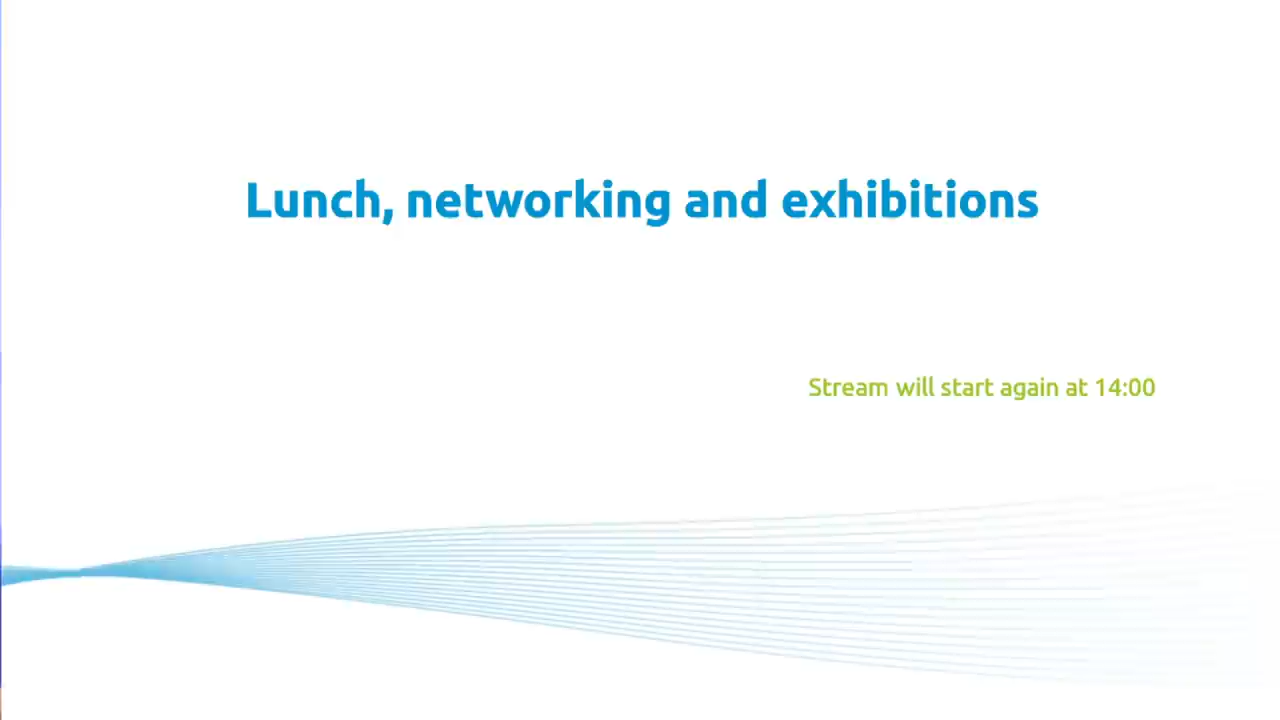 Lunch, networking and exhibitions
Stream will start again at 14:00